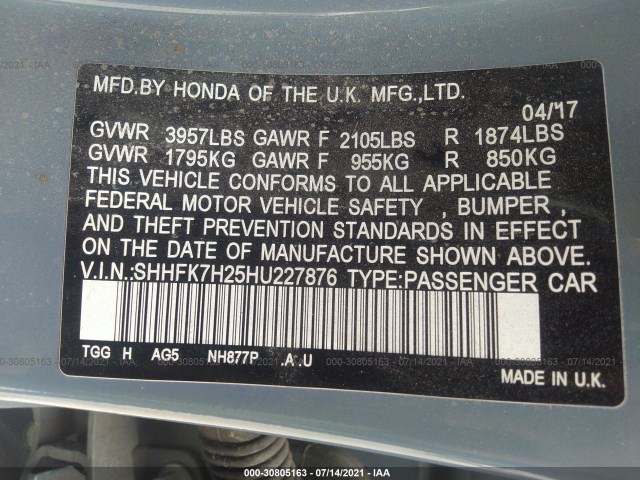 MFD.BY HONDA OF THE U.K. MFG.,LTD.
04/17
GVWR 3957LBS GAWR F 2105LBS R 1874LBS
GVWR 1795KG GAWR F 955KG R 850KG
THIS VEHICLE CONFORMS TO ALL APPLICABLE
FEDERAL MOTOR VEHICLE SAFETY , BUMPER ,
AND THEFT PREVENTION STANDARDS IN EFFECT
ON THE DATE OF MANUFACTURE SHOWN ABOVE.
V.I.N.:SHHFK7H25HU227876 TYPE:PASSENGER CAR
TGG H AG5 NH877P .A .U
MADE IN U.K.
000-30805163 - 07/14/2021 - IAA